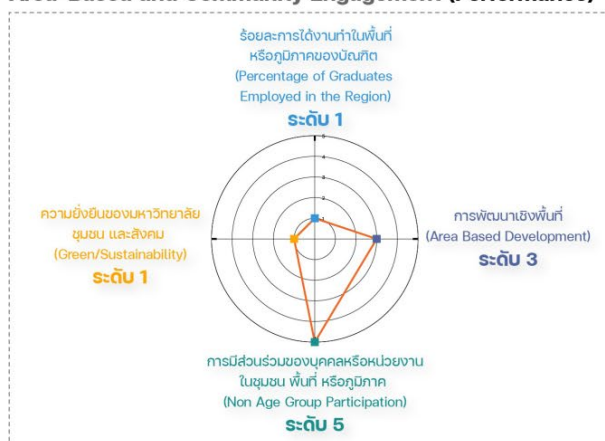 Area-Based and Community Engagement (Performance)
ร้อยละการได้งานทำในพื้นที่
หรือภูมิภาคของบัณฑิต
(Percentage of Graduates
Employed in the Region)
ระดับ 1
5
4
3
2
1
ความยั่งยืนของมหาวิทยาลัย
ชุมชน และสังคม
(Green/Sustainability)
ระดับ 1
การพัฒนาเชิงพื้นที่
(Area Based Development)
ระดับ 3
การมีส่วนร่วมของบุคคลหรือหน่วยงาน
ในชุมชน พื้นที่ หรือภูมิภาค
(Non Age Group Participation)
ระดับ 5